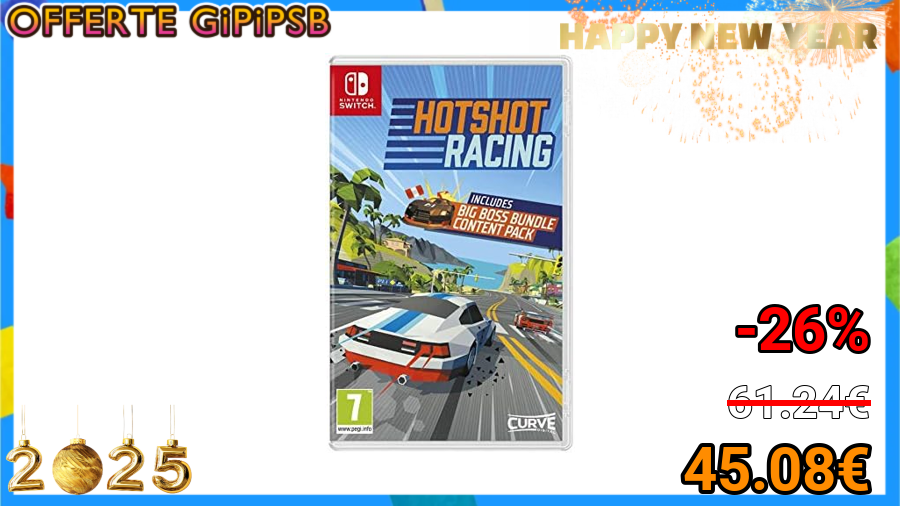 OFFERTE GiPiPSB
HAPPY NEW YEAR
NINTENDO
SWITCH.
HOTSHOT
RACING
INCLUDES
BIG BOSS BUNDLE
CONTENT PACK
7
www.pegi.info
CURVE
-26%
61.24€
45.08€
2025